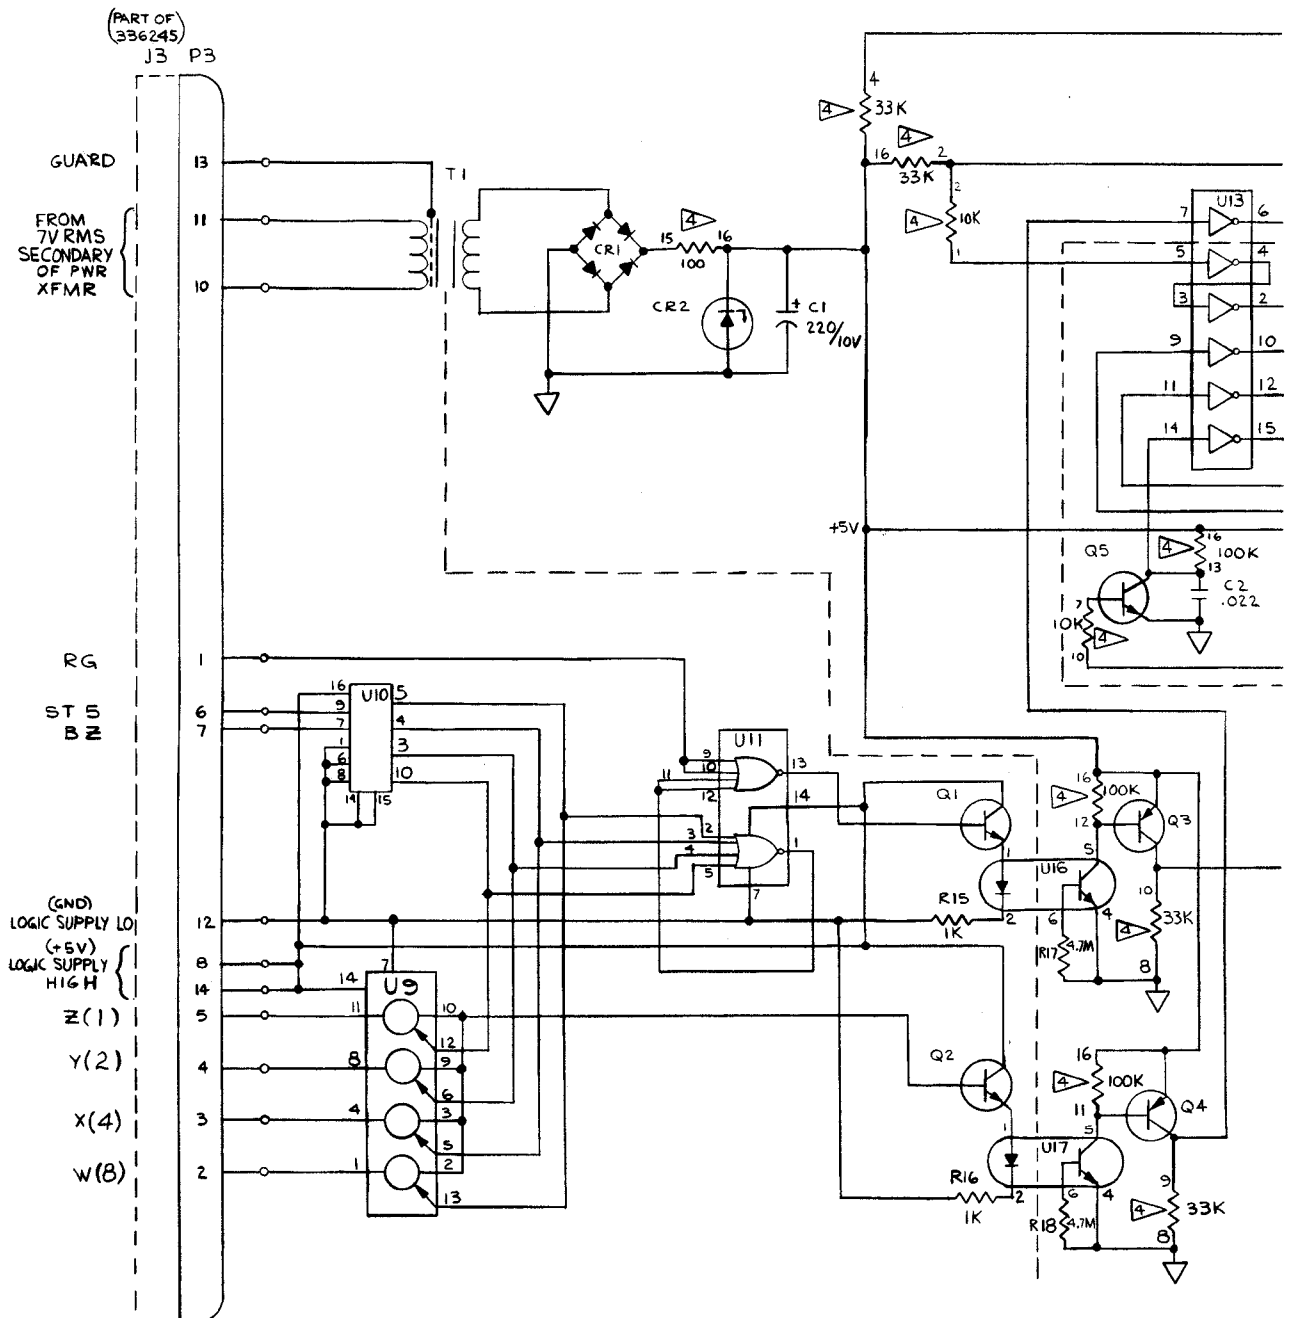 (PART OF
336245)
J3 P3
GUARD 13
T1
FROM
7V RMS
SECONDARY
OF PWR
XFMR
11
10
CR1
15 4 16
100
CR2
+ C1
220/10V
4
4 33K
4
16 2
33K
2
4 10K
1
U13
7 6
5 4
3 2
9 10
11 12
14 15
+5V
16
4 100K
13
Q5
C2
.022
7
10K
4
10
RG 1
ST 5 6
BZ 7
16 U10 5
9
7 4
1 3
6
8 10
14 15
U11
9
10 13
11
12 14
2
3
4 1
5
7
Q1
16
4 100K
12
Q3
1 5
U16
2 4
6
R15
1K
R17 4.7M
10
4 33K
8
(GND)
LOGIC SUPPLY LO 12
(+5V)
LOGIC SUPPLY
HIGH
8
14
7
14 U9
Z(1) 5 11 10
12
Y(2) 4 8 9
6
X(4) 3 4 3
5
W(8) 2 1 2
13
Q2
16
4 100K
11
Q4
1 5
U17
2 4
6
R16
1K
R18 4.7M
9
4 33K
8